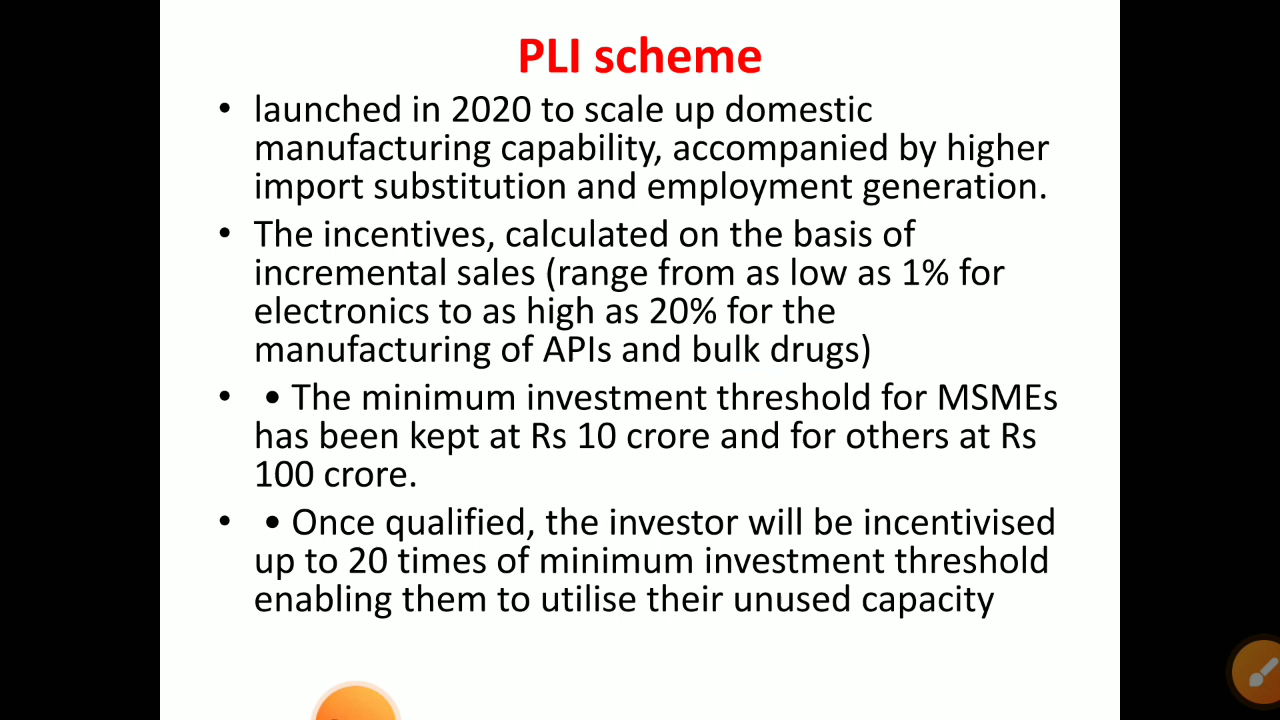 PLI scheme
• launched in 2020 to scale up domestic
manufacturing capability, accompanied by higher
import substitution and employment generation.
• The incentives, calculated on the basis of
incremental sales (range from as low as 1% for
electronics to as high as 20% for the
manufacturing of APIs and bulk drugs)
• • The minimum investment threshold for MSMEs
has been kept at Rs 10 crore and for others at Rs
100 crore.
• • Once qualified, the investor will be incentivised
up to 20 times of minimum investment threshold
enabling them to utilise their unused capacity